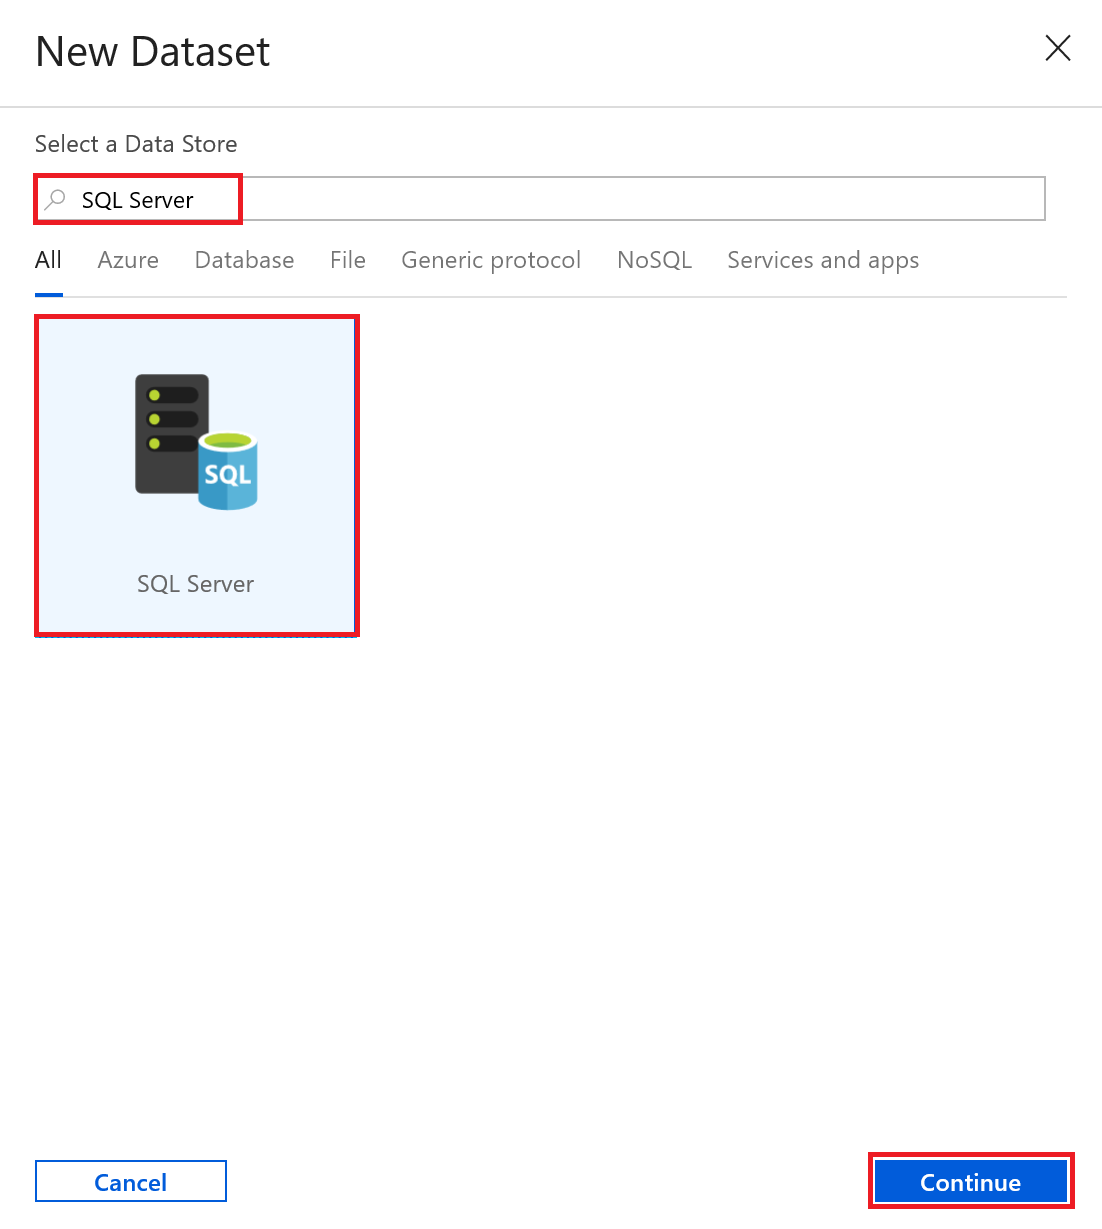 New Dataset
Select a Data Store
SQL Server
All Azure Database File Generic protocol NoSQL Services and apps
SQL
SQL Server
Cancel Continue